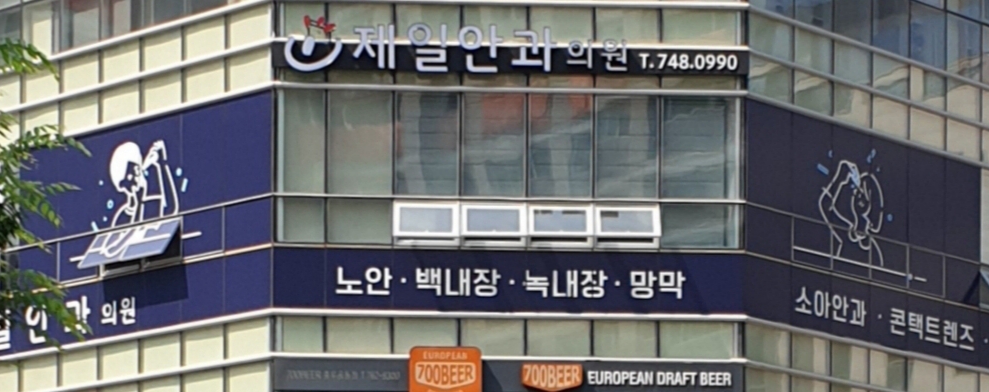 제일안과의원 T.748.0990
노안 · 백내장 · 녹내장 · 망막
일안과의원
소아안과 · 콘택트렌즈 ·
EUROPEAN
700BEER
700BEER EUROPEAN DRAFT BEER